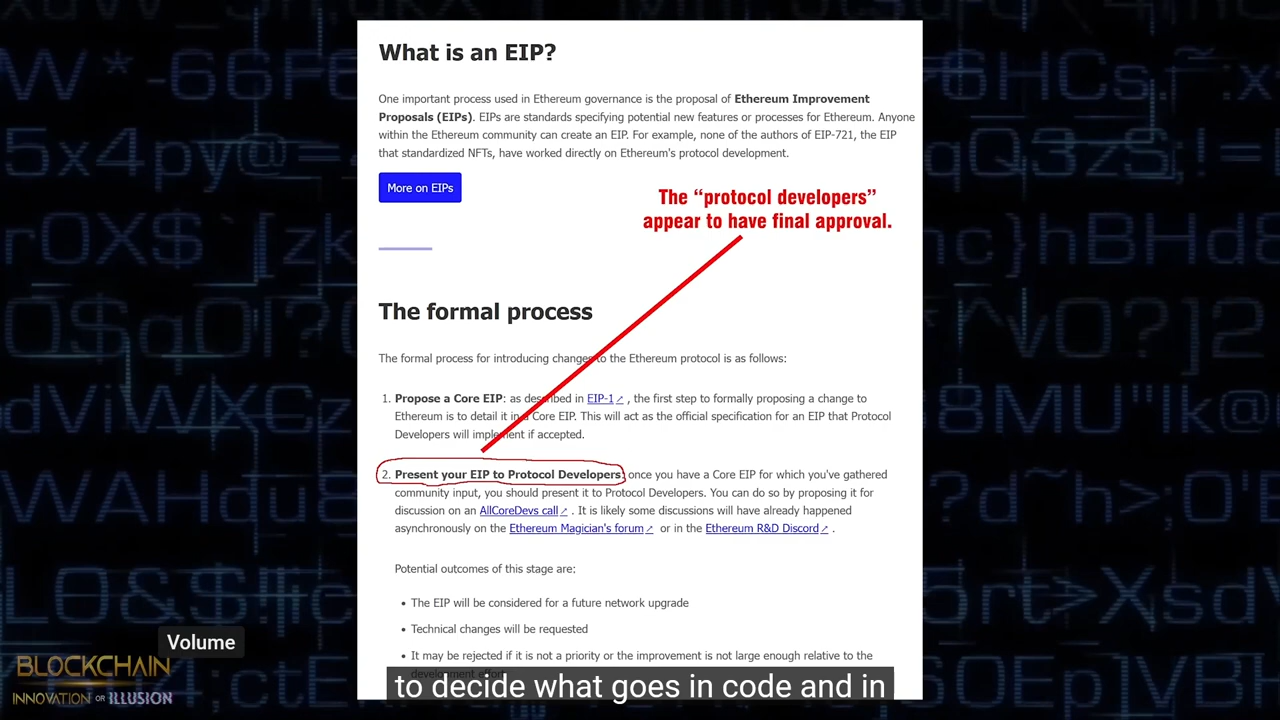 What is an EIP?
One important process used in Ethereum governance is the proposal of Ethereum Improvement
Proposals (EIPs). EIPs are standards specifying potential new features or processes for Ethereum. Anyone
within the Ethereum community can create an EIP. For example, none of the authors of EIP-721, the EIP
that standardized NFTs, have worked directly on Ethereum's protocol development.
More on EIPs
The “protocol developers”
appear to have final approval.
The formal process
The formal process for introducing changes to the Ethereum protocol is as follows:
1. Propose a Core EIP: as described in EIP-1, the first step to formally proposing a change to
Ethereum is to detail it in a Core EIP. This will act as the official specification for an EIP that Protocol
Developers will implement if accepted.
2. Present your EIP to Protocol Developers: once you have a Core EIP for which you've gathered
community input, you should present it to Protocol Developers. You can do so by proposing it for
discussion on an AllCoreDevs call. It is likely some discussions will have already happened
asynchronously on the Ethereum Magician's forum or in the Ethereum R&D Discord.
Potential outcomes of this stage are:
• The EIP will be considered for a future network upgrade
• Technical changes will be requested
• It may be rejected if it is not a priority or the improvement is not large enough relative to the
development effort
Volume
BLOCKCHAIN
INNOVATION OR ILLUSION
to decide what goes in code and in